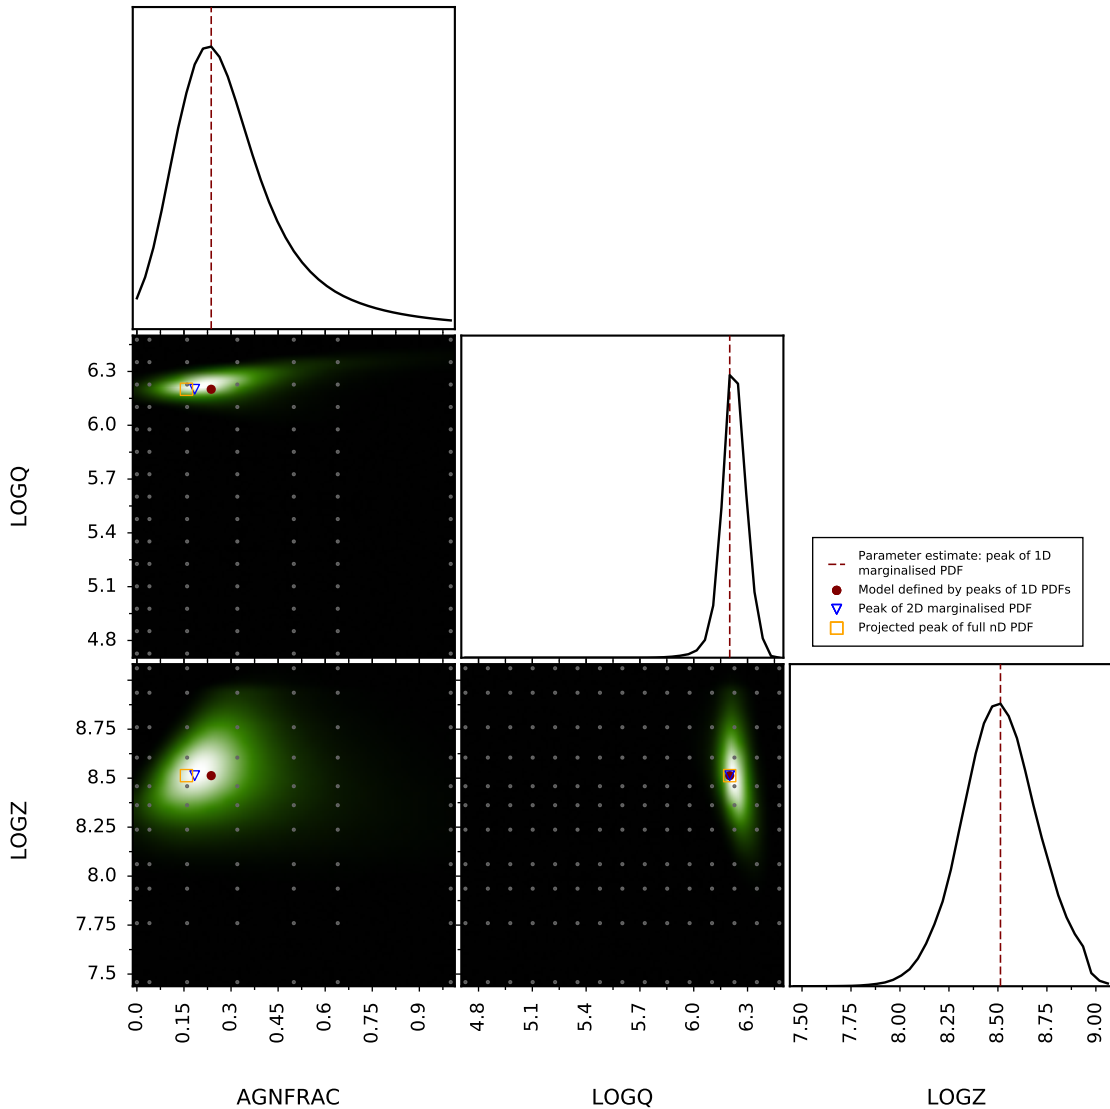 6.3
6.0
5.7
5.4
5.1
4.8
LOGQ
Parameter estimate: peak of 1D
marginalised PDF
Model defined by peaks of 1D PDFs
Peak of 2D marginalised PDF
Projected peak of full nD PDF
8.75
8.5
8.25
8.0
7.75
7.5
LOGZ
0.0 0.15 0.3 0.45 0.6 0.75 0.9
4.8 5.1 5.4 5.7 6.0 6.3
7.50 7.75 8.00 8.25 8.50 8.75 9.00
AGNFRAC LOGQ LOGZ